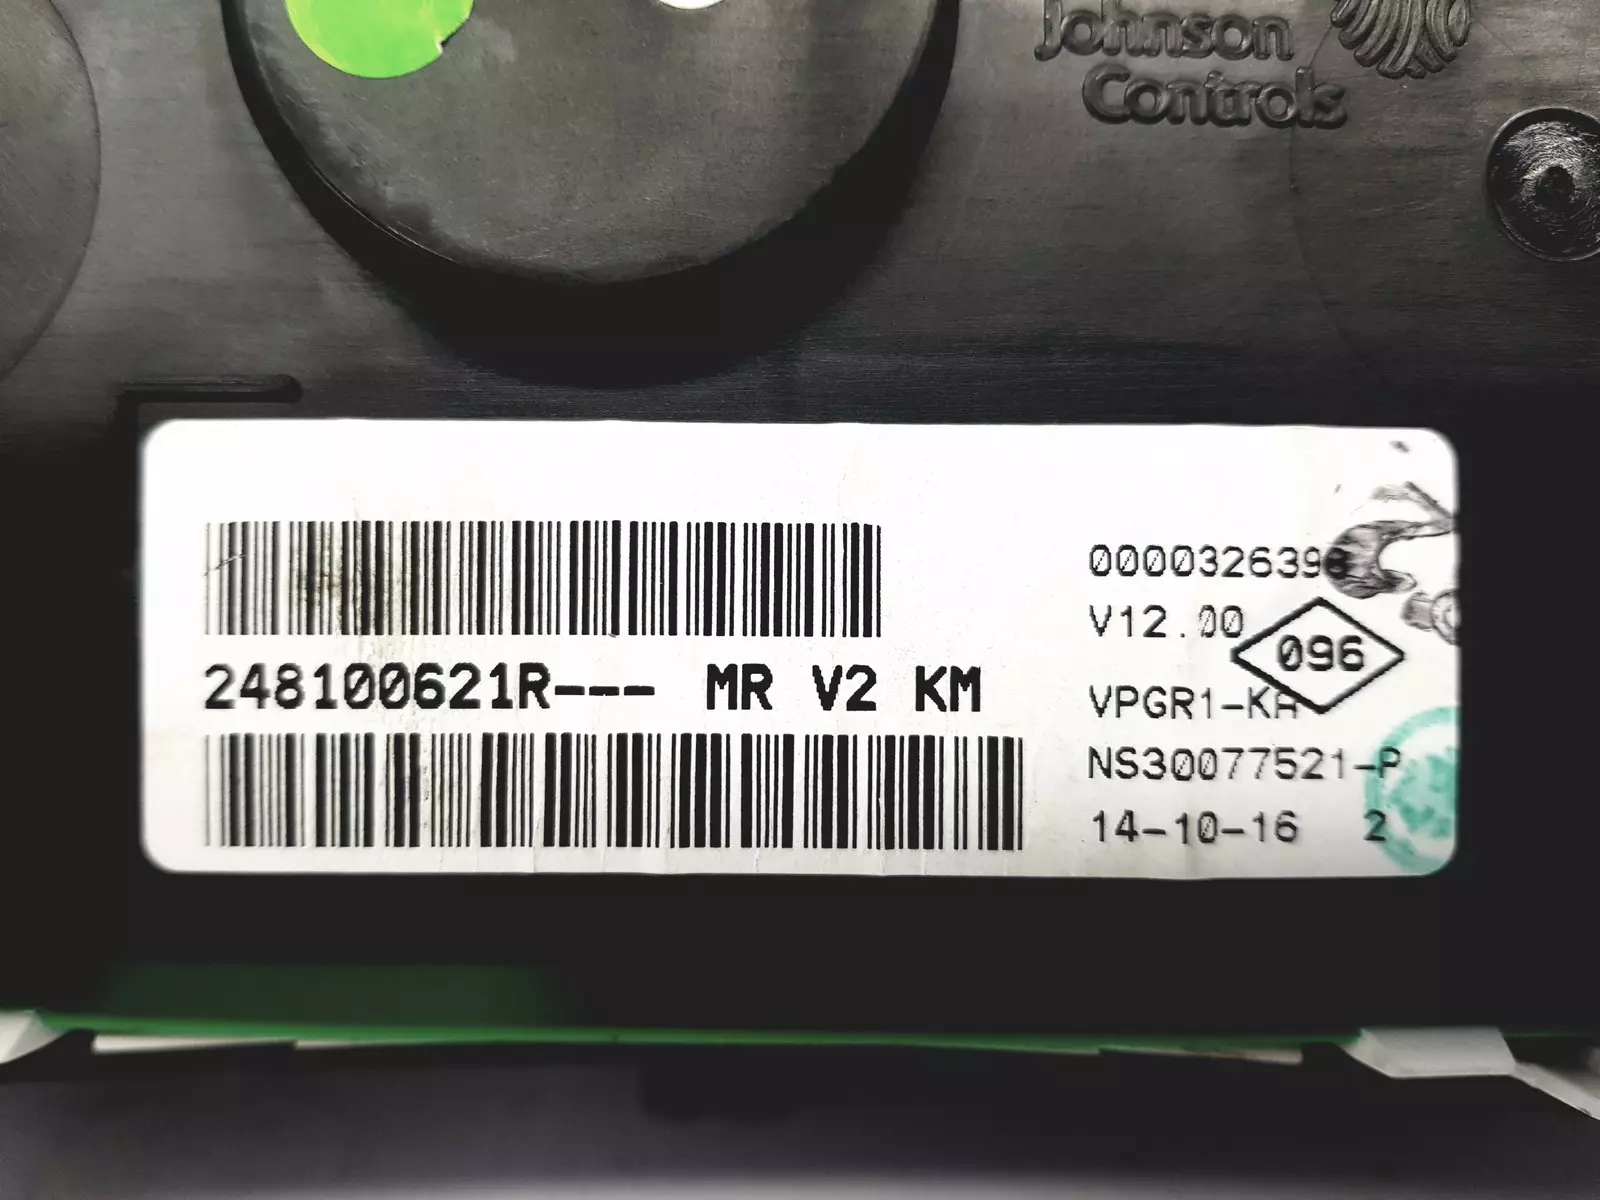 Johnson
Controls
248100621R--- MR V2 KM
0000326398
V12.00
096
VPGR1-KA
NS30077521-P
14-10-16 2